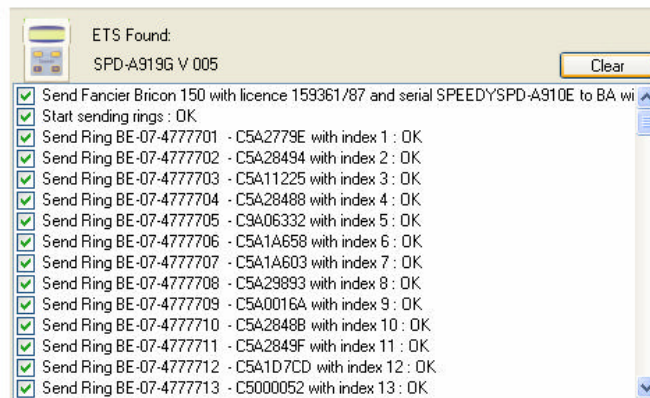 ETS Found:
SPD-A919G V 005
Clear
Send Fancier Bricon 150 with licence 159361/87 and serial SPEEDYSPD-A910E to BA wi
Start sending rings : OK
Send Ring BE-07-4777701 - C5A2779E with index 1 : OK
Send Ring BE-07-4777702 - C5A28494 with index 2 : OK
Send Ring BE-07-4777703 - C5A11225 with index 3 : OK
Send Ring BE-07-4777704 - C5A28488 with index 4 : OK
Send Ring BE-07-4777705 - C9A06332 with index 5 : OK
Send Ring BE-07-4777706 - C5A1A658 with index 6 : OK
Send Ring BE-07-4777707 - C5A1A603 with index 7 : OK
Send Ring BE-07-4777708 - C5A29893 with index 8 : OK
Send Ring BE-07-4777709 - C5A0016A with index 9 : OK
Send Ring BE-07-4777710 - C5A2848B with index 10 : OK
Send Ring BE-07-4777711 - C5A2849F with index 11 : OK
Send Ring BE-07-4777712 - C5A1D7CD with index 12 : OK
Send Ring BE-07-4777713 - C5000052 with index 13 : OK